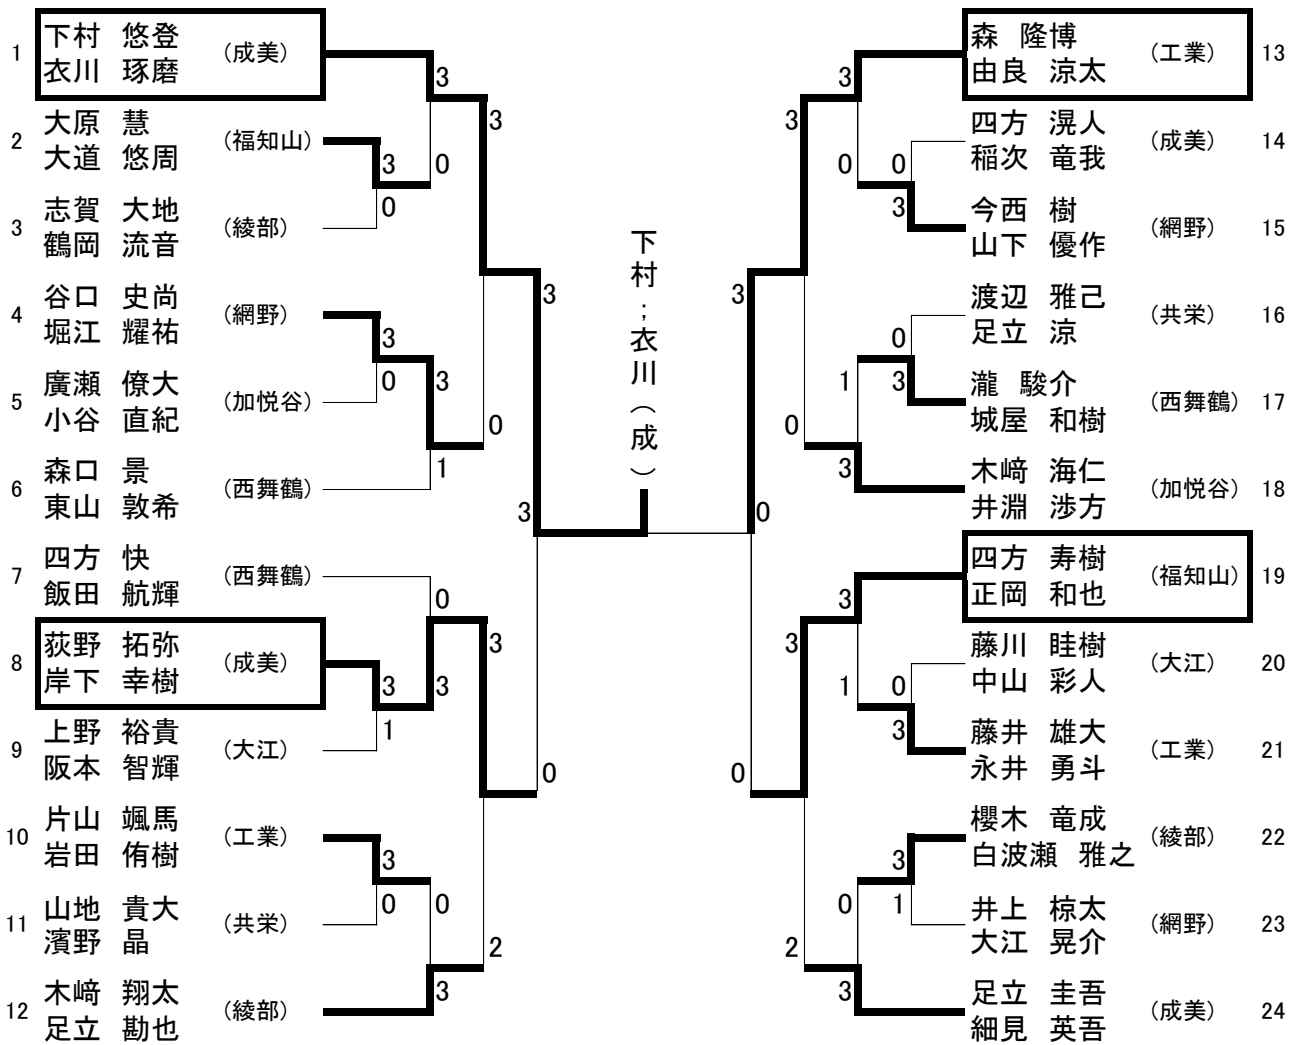 1 下村 悠登 (成美)
衣川 琢磨
2 大原 慧 (福知山)
大道 悠周
3 志賀 大地 (綾部)
鶴岡 流音
4 谷口 史尚 (網野)
堀江 耀祐
5 廣瀬 僚大 (加悦谷)
小谷 直紀
6 森口 景 (西舞鶴)
東山 敦希
7 四方 快 (西舞鶴)
飯田 航輝
8 荻野 拓弥 (成美)
岸下 幸樹
9 上野 裕貴 (大江)
阪本 智輝
10 片山 颯馬 (工業)
岩田 侑樹
11 山地 貴大 (共栄)
濱野 晶
12 木﨑 翔太 (綾部)
足立 勘也
3
3
3
0
0
3
3
0
3
0
1
3
0
3
3
3
1
0
3
0
0
2
3
下村;衣川(成)
3
3
0
0
3
3
0
1
3
0
3
0
3
3
1
0
3
0
3
0
1
2
3
森 隆博 (工業) 13
由良 涼太
四方 滉人 (成美) 14
稲次 竜我
今西 樹 (網野) 15
山下 優作
渡辺 雅己 (共栄) 16
足立 涼
瀧 駿介 (西舞鶴) 17
城屋 和樹
木﨑 海仁 (加悦谷) 18
井淵 渉方
四方 寿樹 (福知山) 19
正岡 和也
藤川 眭樹 (大江) 20
中山 彩人
藤井 雄大 (工業) 21
永井 勇斗
櫻木 竜成 (綾部) 22
白波瀬 雅之
井上 椋太 (網野) 23
大江 晃介
足立 圭吾 (成美) 24
細見 英吾